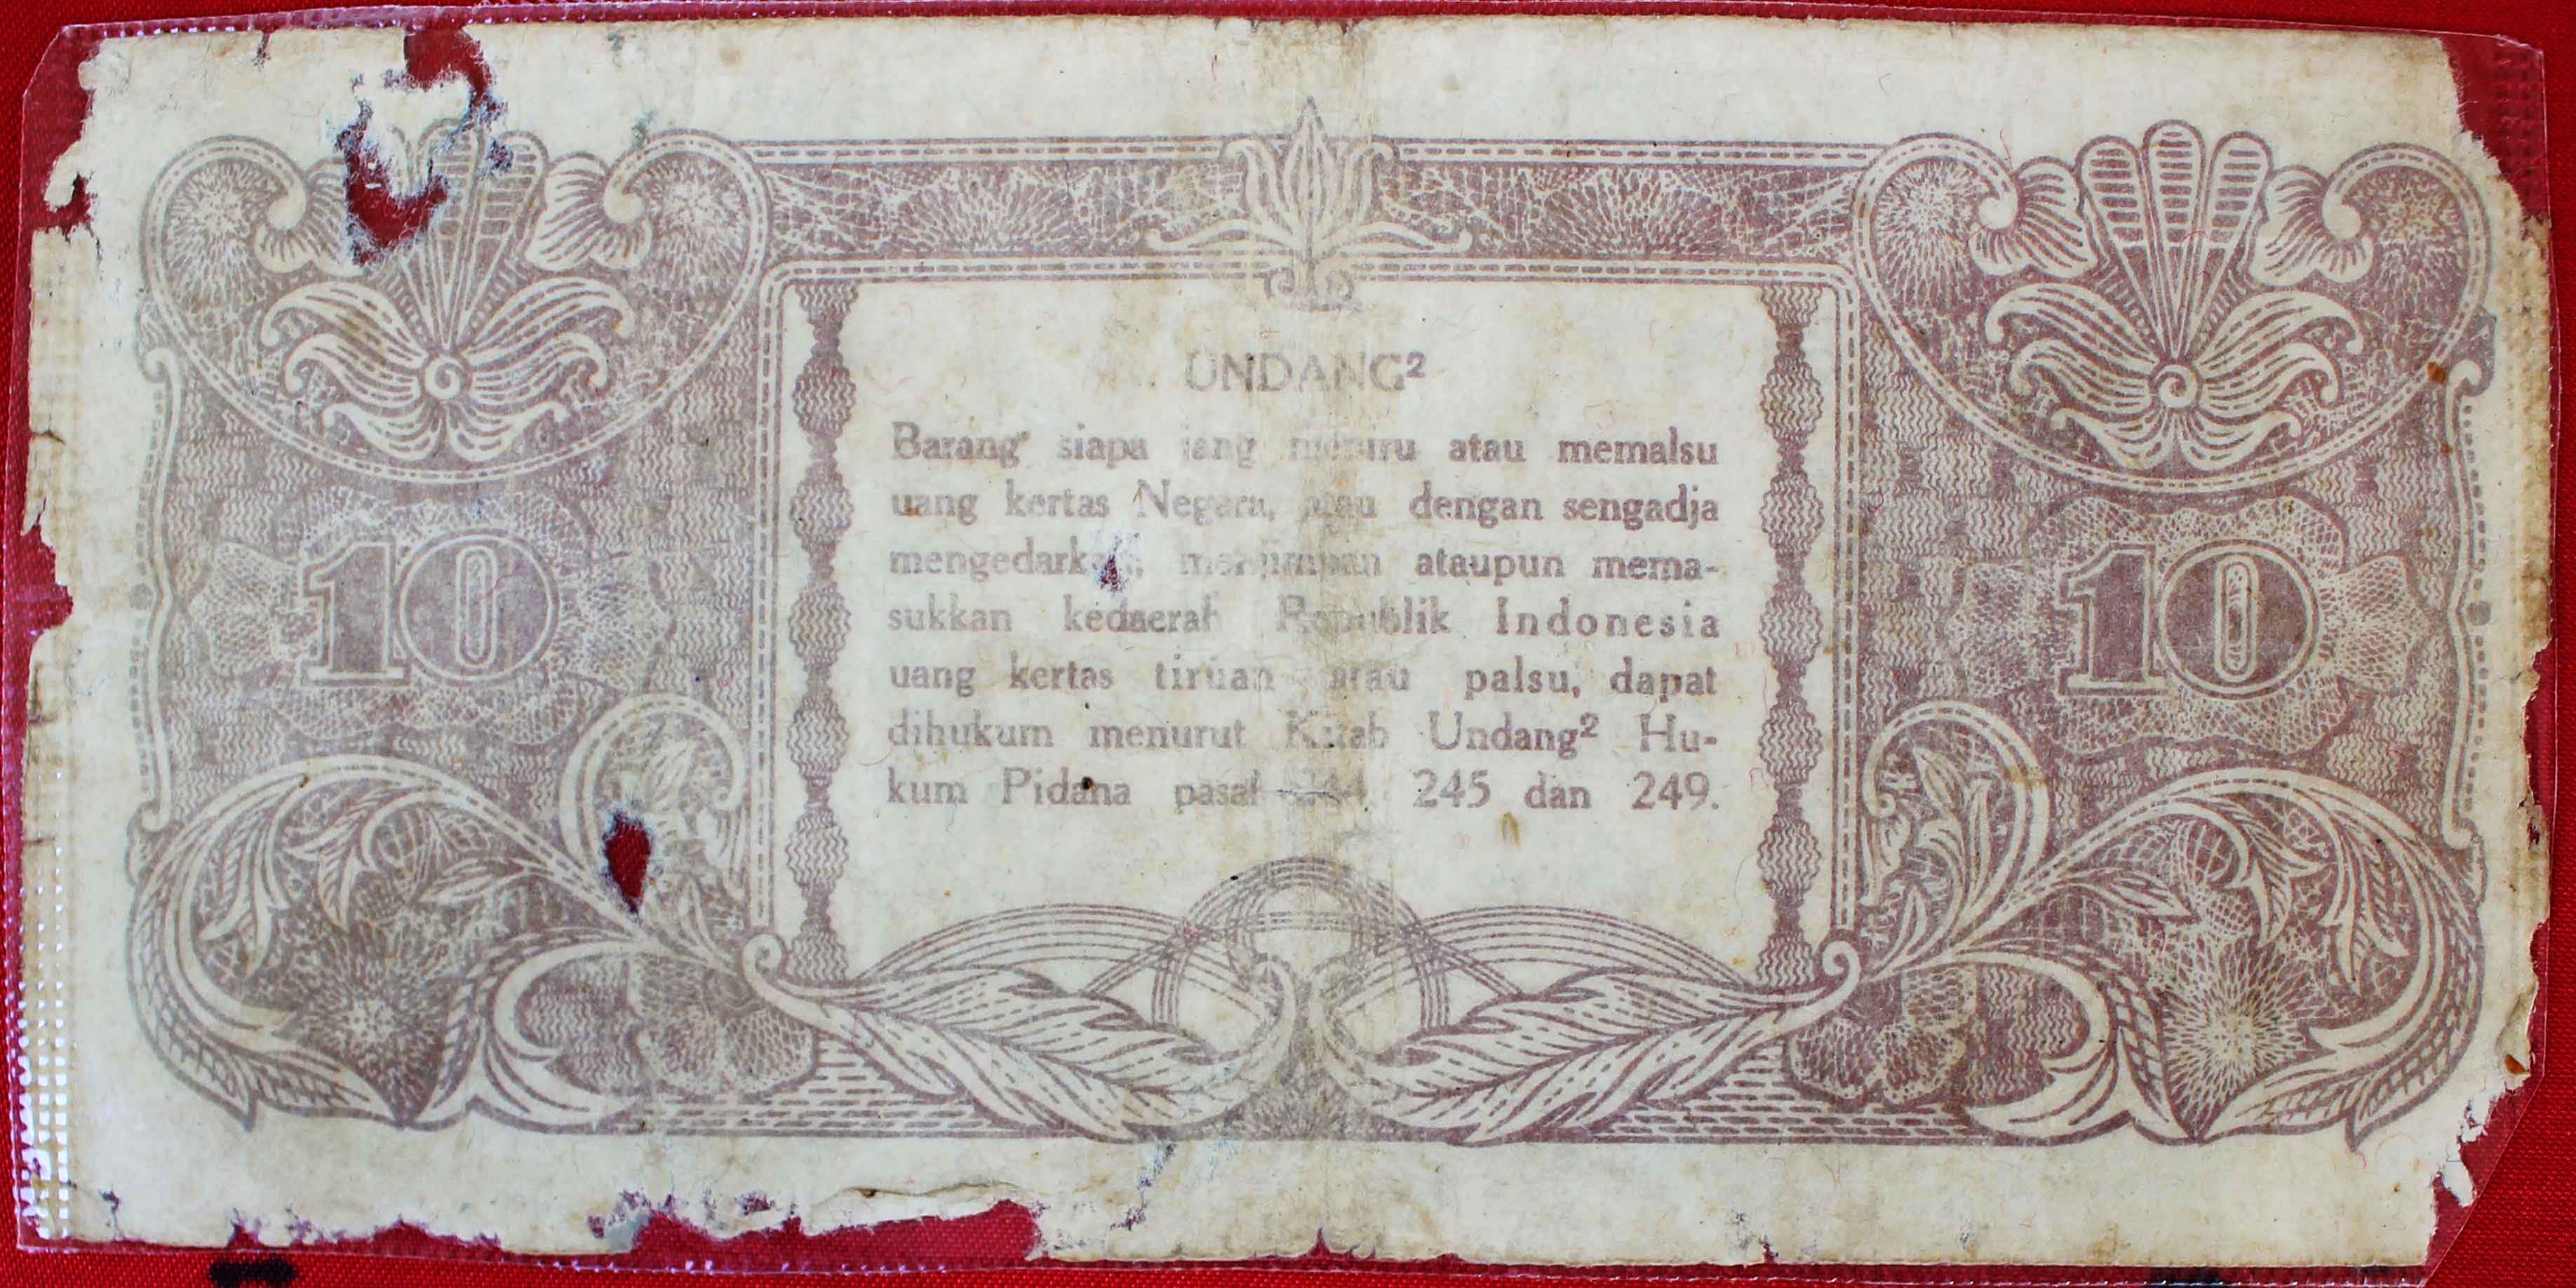 UNDANG²
Barang² siapa jang meniru atau memalsu
uang kertas Negara, atau dengan sengadja
mengedarkan, menjimpan ataupun mema-
sukkan kedaerah Republik Indonesia
uang kertas tiruan atau palsu, dapat
dihukum menurut Kitab Undang² Hu-
kum Pidana pasal 244 245 dan 249.
10
10